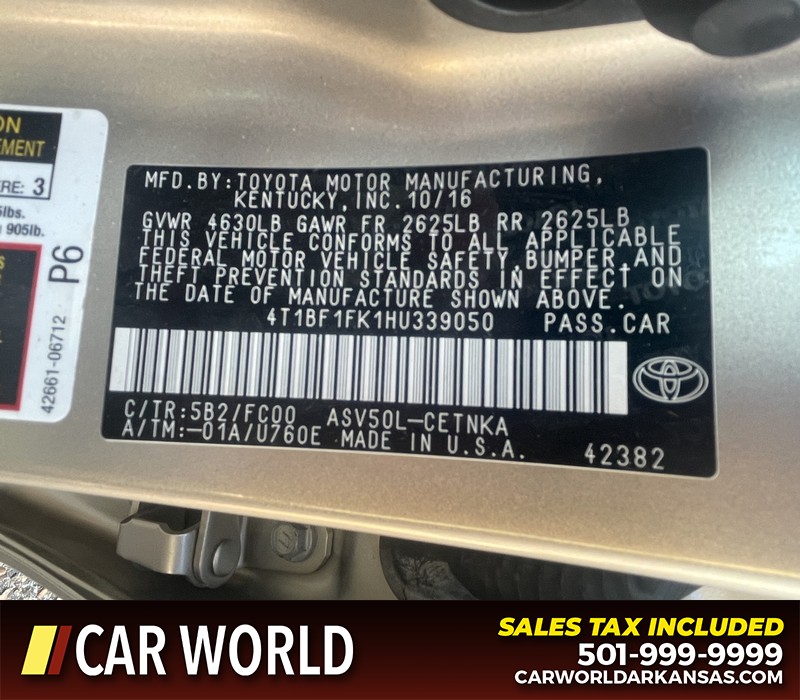 ON
EMENT
ERE: 3
lbs.
905lb.
P6
42661-06712
MFD.BY:TOYOTA MOTOR MANUFACTURING,
KENTUCKY,INC.10/16
GVWR 4630LB GAWR FR 2625LB RR 2625LB
THIS VEHICLE CONFORMS TO ALL APPLICABLE
FEDERAL MOTOR VEHICLE SAFETY,BUMPER,AND
THEFT PREVENTION STANDARDS IN EFFECT ON
THE DATE OF MANUFACTURE SHOWN ABOVE.
4T1BF1FK1HU339050 PASS.CAR
C/TR:5B2/FC00 ASV50L-CETNKA
A/TM:-01A/U760E MADE IN U.S.A. 42382
CAR WORLD
SALES TAX INCLUDED
501-999-9999
CARWORLDARKANSAS.COM